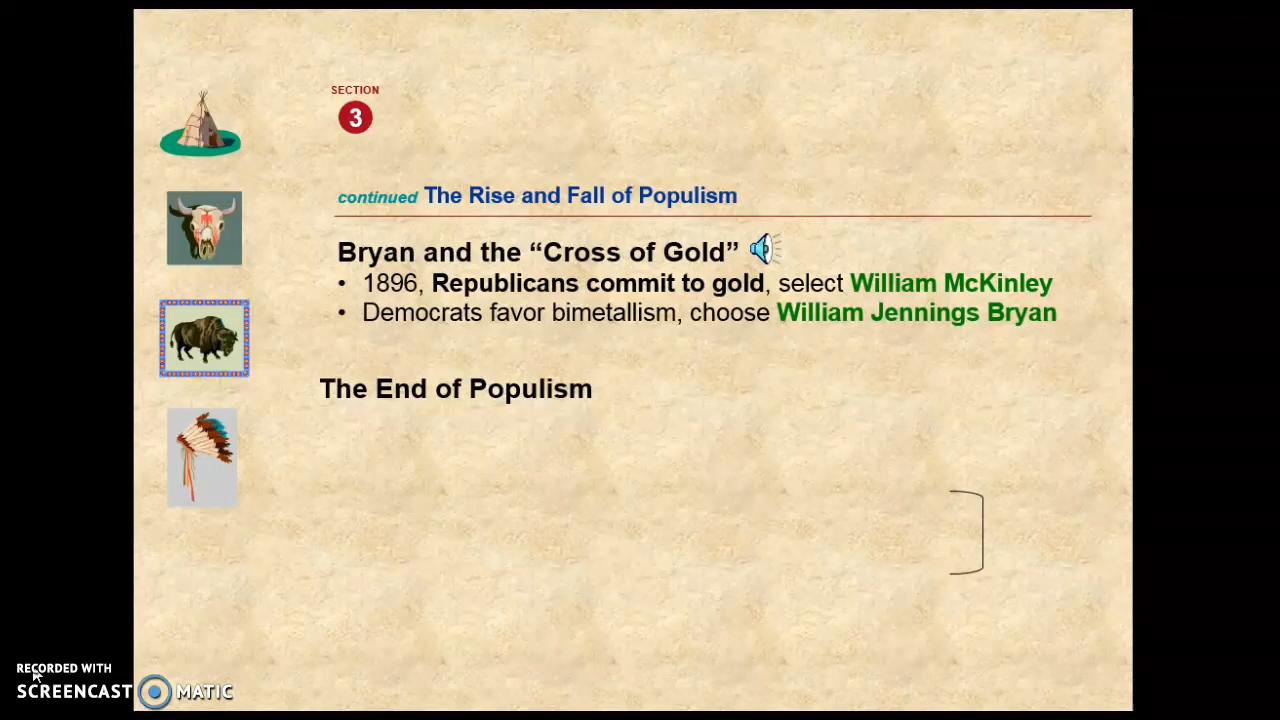 SECTION
3
continued The Rise and Fall of Populism
Bryan and the “Cross of Gold”
• 1896, Republicans commit to gold, select William McKinley
• Democrats favor bimetallism, choose William Jennings Bryan
The End of Populism
RECORDED WITH
SCREENCAST MATIC